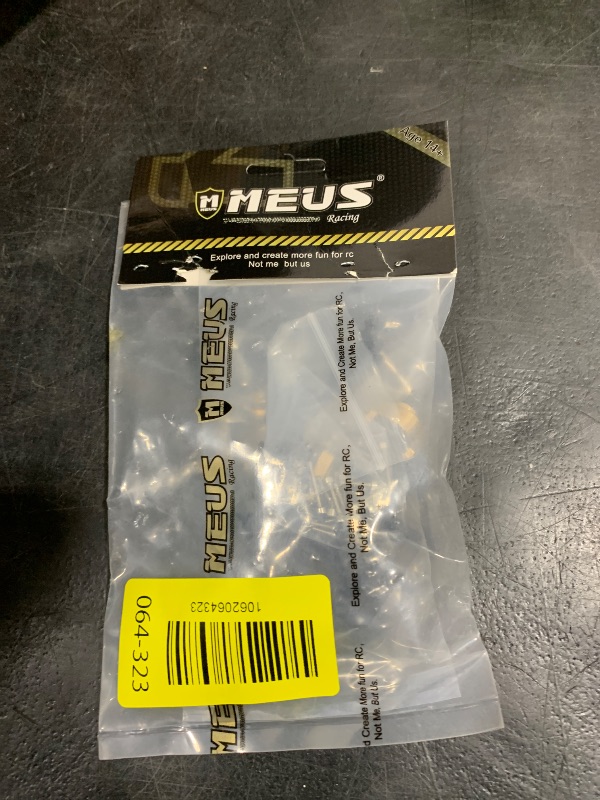 Age 14+
M MEUS®
Racing
Explore and create more fun for rc
Not me but us
M MEUS
Racing
Explore and Create More fun for RC,
Not Me, But Us.
MEUS
Racing
Explore and Create More fun for RC,
Not Me, But Us.
1062064323
064-323
ME
d Create More fun for RC,
Not Me, But Us.